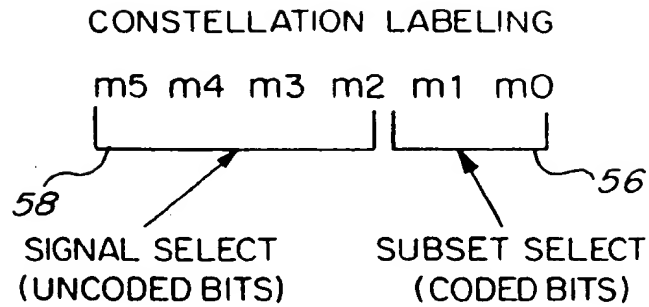 CONSTELLATION LABELING
m5 m4 m3 m2 m1 m0
58 56
SIGNAL SELECT SUBSET SELECT
(UNCODED BITS) (CODED BITS)